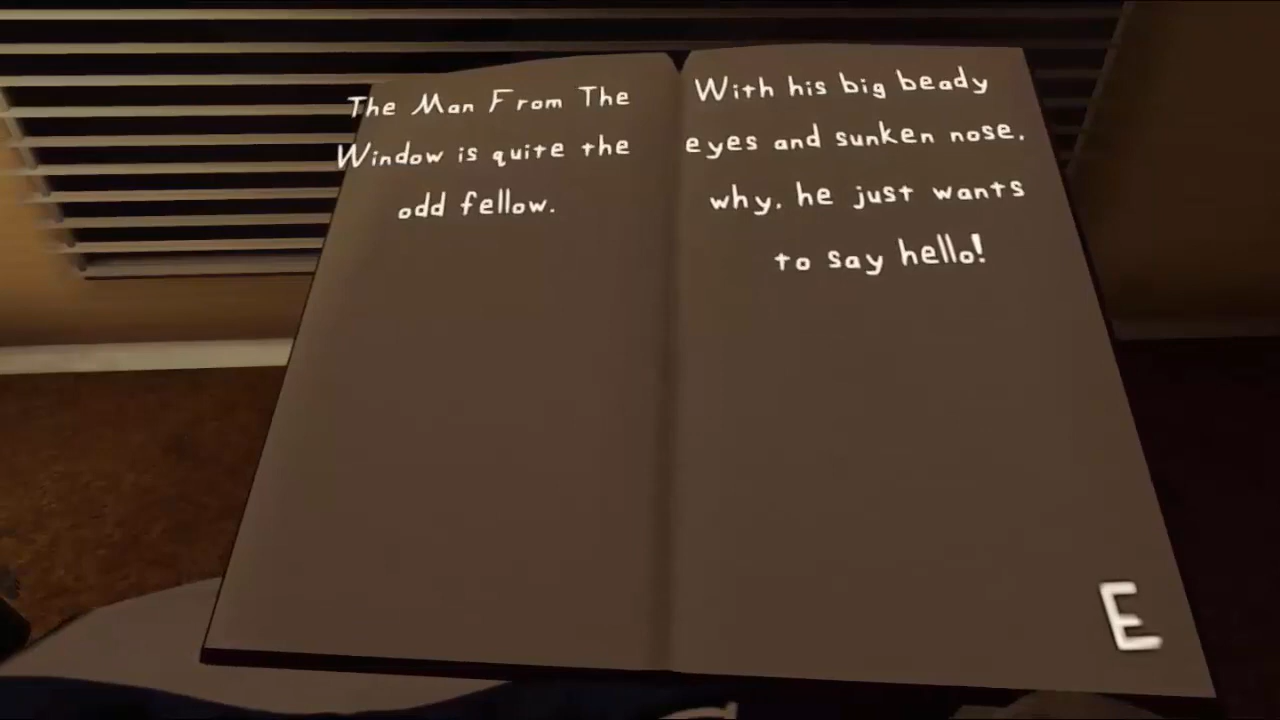 The Man From The
Window is quite the
odd fellow.
With his big beady
eyes and sunken nose,
why, he just wants
to say hello!
E